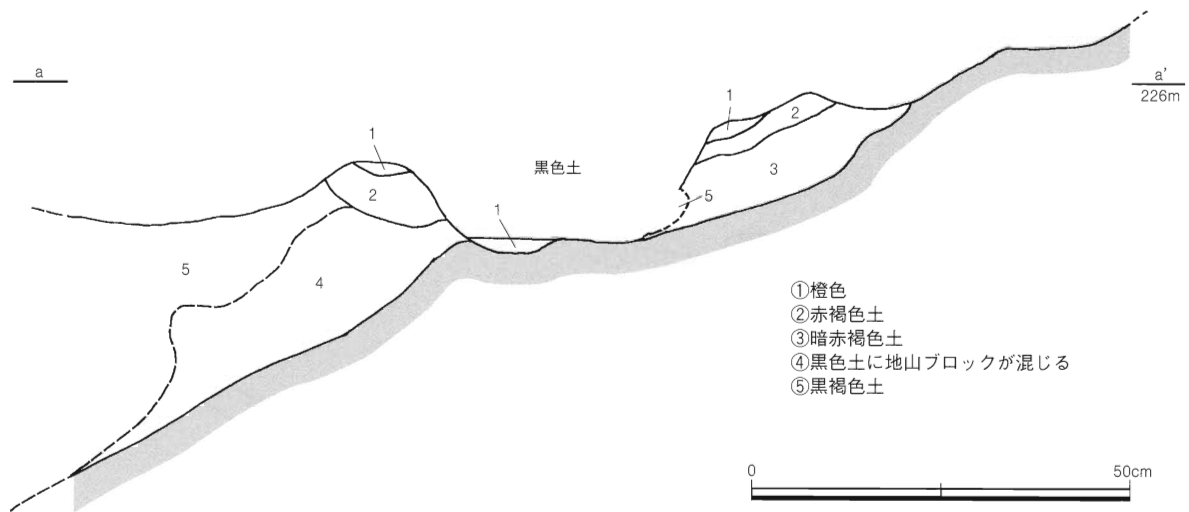 a
a'
226m
1
2
1
2
黒色土
3
5
1
5
4
①橙色
②赤褐色土
③暗赤褐色土
④黒色土に地山ブロックが混じる
⑤黒褐色土
0 50cm